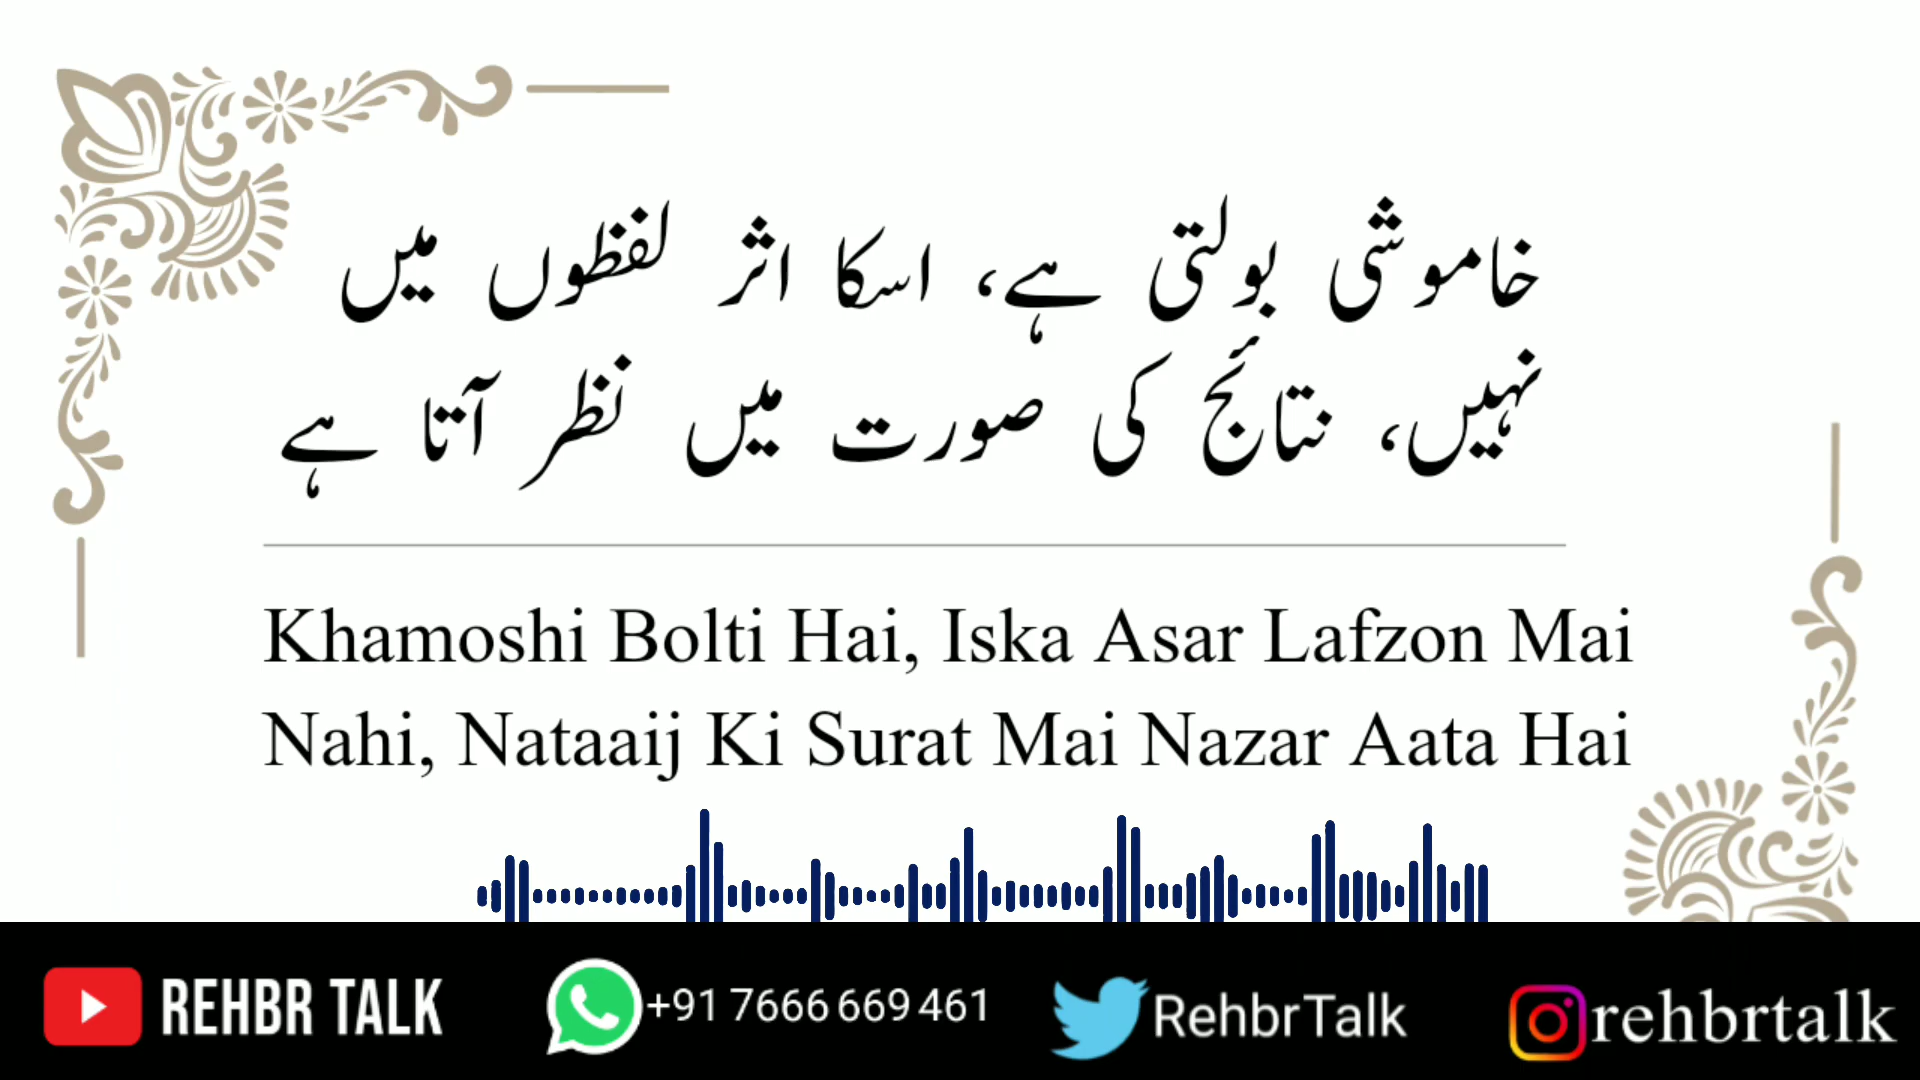 خاموشی بولتی ہے، اسکا اثر لفظوں میں
نہیں، نتائج کی صورت میں نظر آتا ہے
Khamoshi Bolti Hai, Iska Asar Lafzon Mai
Nahi, Nataaij Ki Surat Mai Nazar Aata Hai
REHBR TALK
+91 7666 669 461
RehbrTalk
rehbrtalk